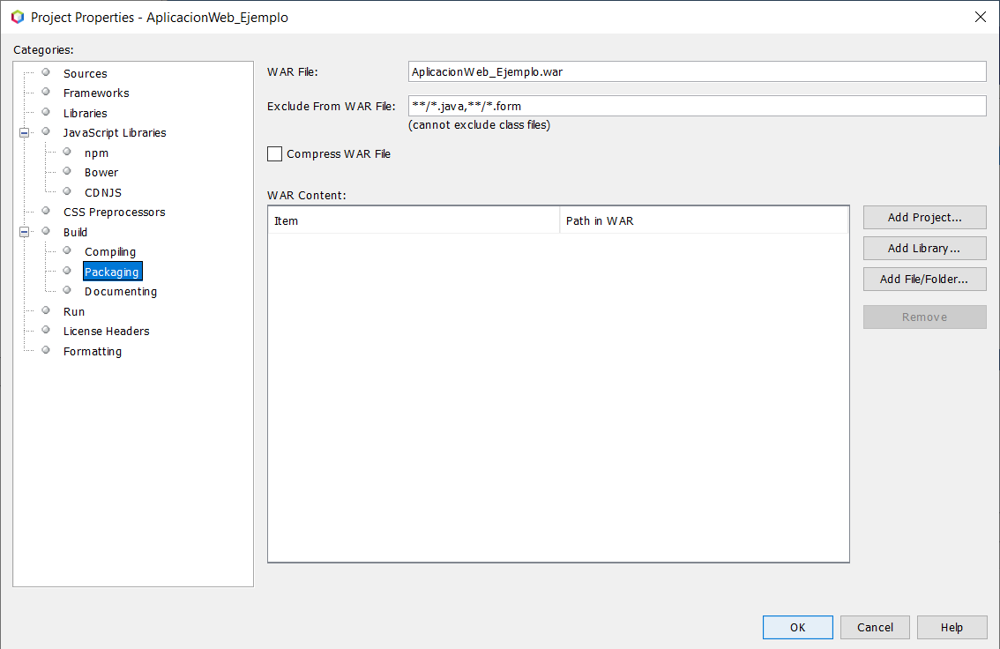 Project Properties - AplicacionWeb_Ejemplo
Categories:
Sources
Frameworks
Libraries
JavaScript Libraries
npm
Bower
CDNJS
CSS Preprocessors
Build
Compiling
Packaging
Documenting
Run
License Headers
Formatting
WAR File: AplicacionWeb_Ejemplo.war
Exclude From WAR File: **/*.java,**/*.form
(cannot exclude class files)
Compress WAR File
WAR Content:
Item Path in WAR
Add Project...
Add Library...
Add File/Folder...
Remove
OK Cancel Help